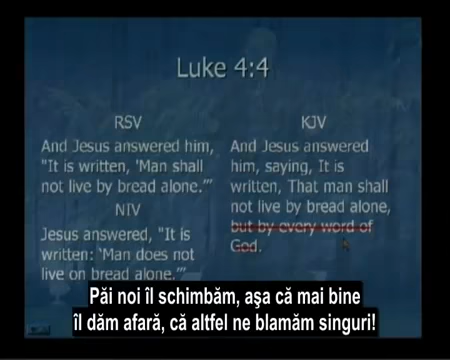 Luke 4:4
RSV
And Jesus answered him,
"It is written, 'Man shall
not live by bread alone.'"
NIV
Jesus answered, "It is
written: 'Man does not
live on bread alone.'"
KJV
And Jesus answered
him, saying, It is
written, That man shall
not live by bread alone,
but by every word of
God.
Păi noi îl schimbăm, aşa că mai bine
îl dăm afară, că altfel ne blamăm singuri!